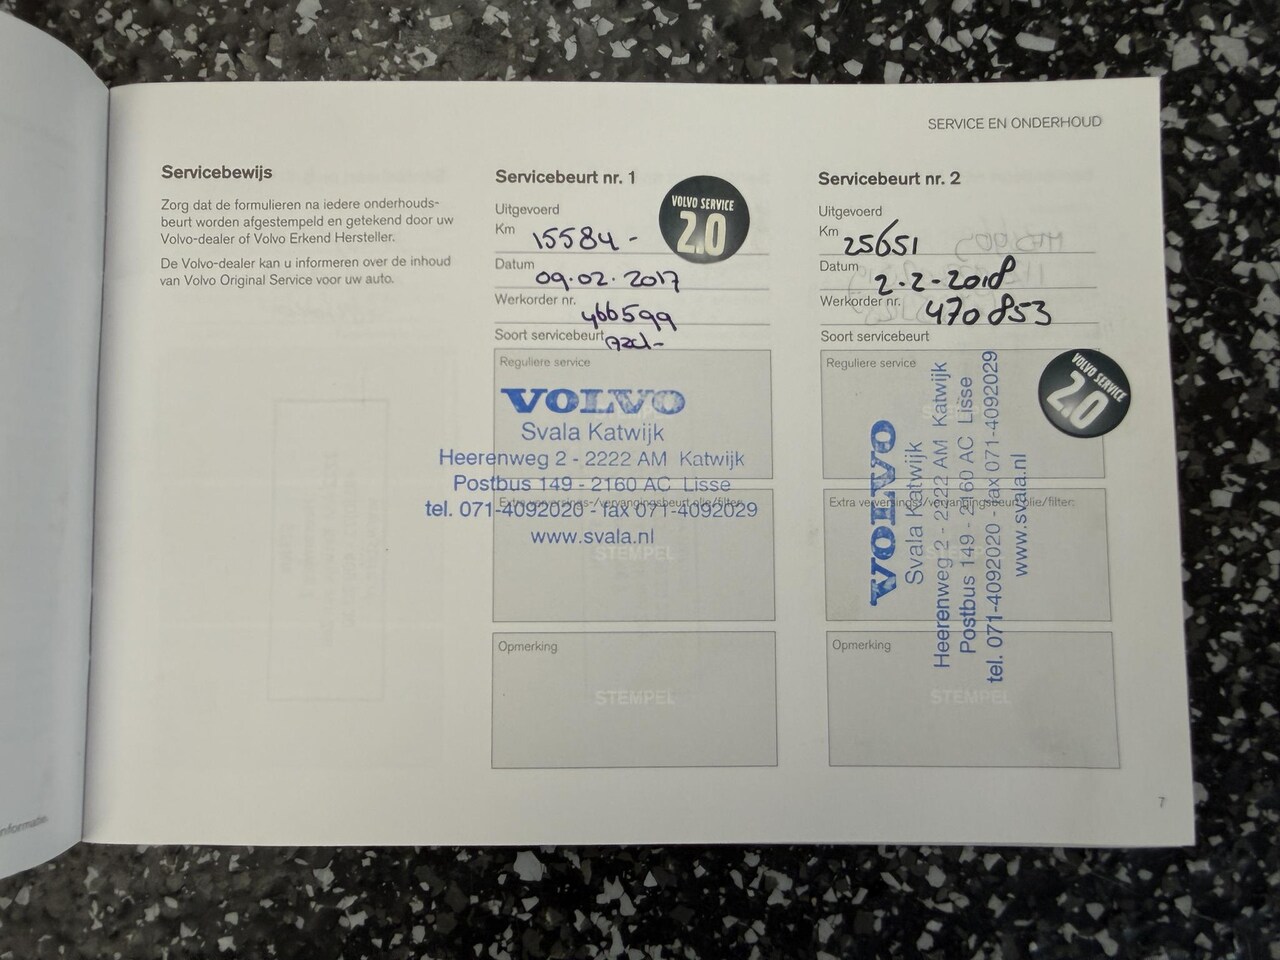 SERVICE EN ONDERHOUD
Servicebewijs
Zorg dat de formulieren na iedere onderhouds-
beurt worden afgestempeld en getekend door uw
Volvo-dealer of Volvo Erkend Hersteller.
De Volvo-dealer kan u informeren over de inhoud
van Volvo Original Service voor uw auto.
Servicebeurt nr. 1
Uitgevoerd
Km 15584 -
VOLVO SERVICE
2.0
Datum 09.02.2017
Werkorder nr. 466599
Soort servicebeurt
Reguliere service
VOLVO
Svala Katwijk
Heerenweg 2 - 2222 AM Katwijk
Postbus 149 - 2160 AC Lisse
Extra verversings-/vervangingsbeurt olie/filter:
tel. 071-4092020 - fax 071-4092029
www.svala.nl
STEMPEL
Opmerking
STEMPEL
Servicebeurt nr. 2
Uitgevoerd
Km 25651
Datum 2-2-2018
Werkorder nr. 470853
Soort servicebeurt
Reguliere service
VOLVO SERVICE
2.0
VOLVO
Svala Katwijk
Heerenweg 2 - 2222 AM Katwijk
Postbus 149 - 2160 AC Lisse
tel. 071-4092020 - fax 071-4092029
www.svala.nl
Extra verversings-/vervangingsbeurt olie/filter:
Opmerking
STEMPEL
7
informatie.